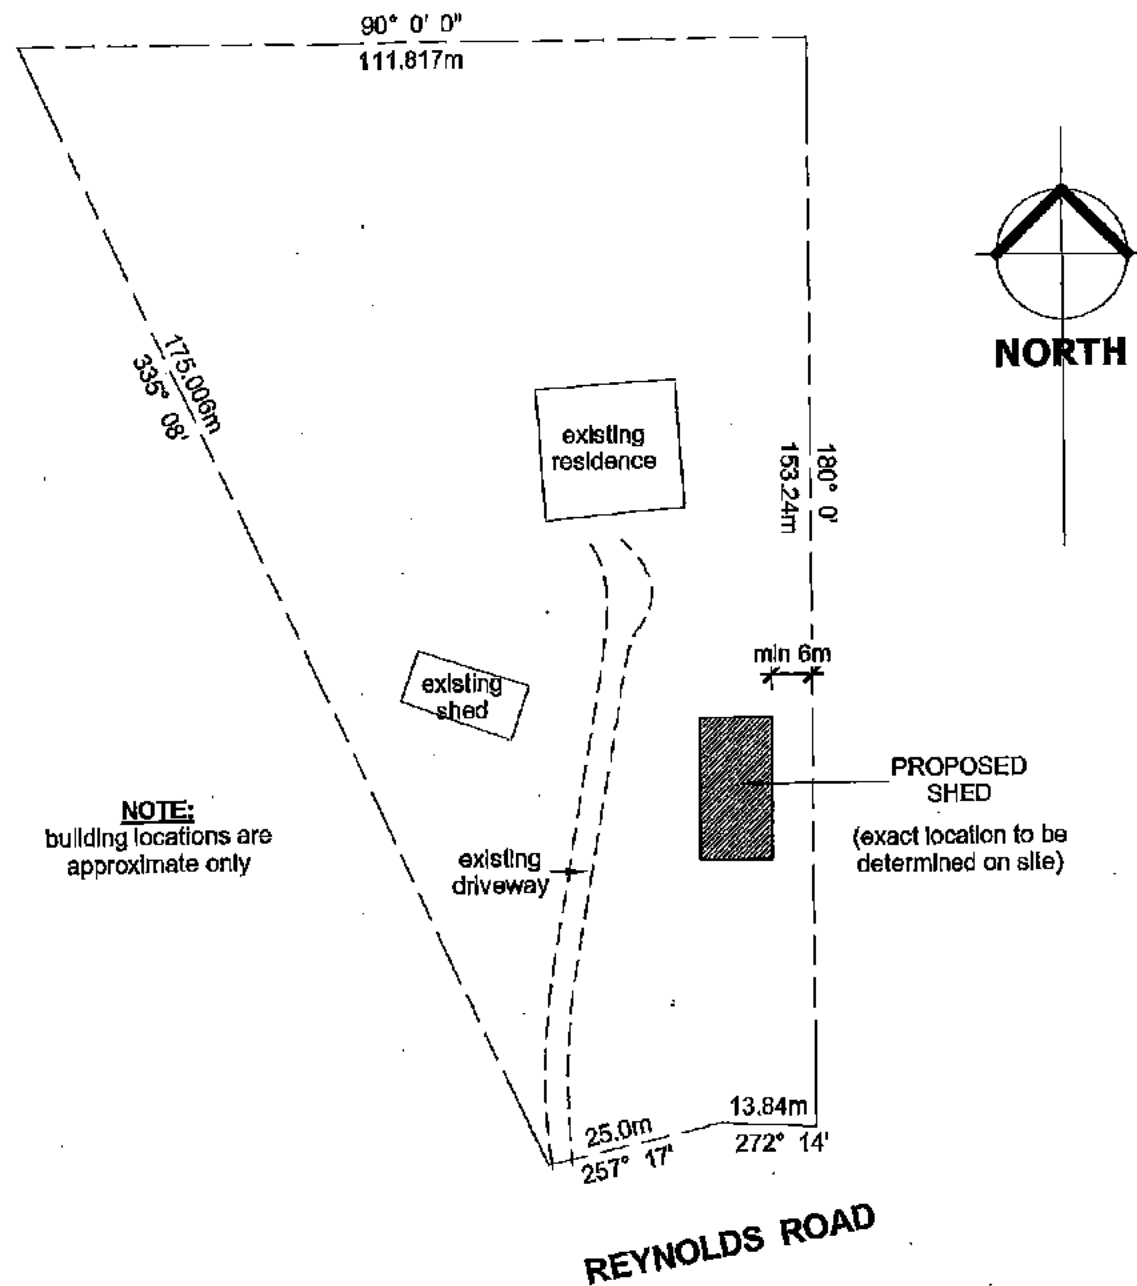 90° 0' 0"
111.817m
NORTH
175.006m
335° 08'
existing
residence
180° 0'
153.24m
min 6m
existing
shed
PROPOSED
SHED
(exact location to be
determined on site)
NOTE:
building locations are
approximate only
existing
driveway
13.84m
272° 14'
25.0m
257° 17'
REYNOLDS ROAD